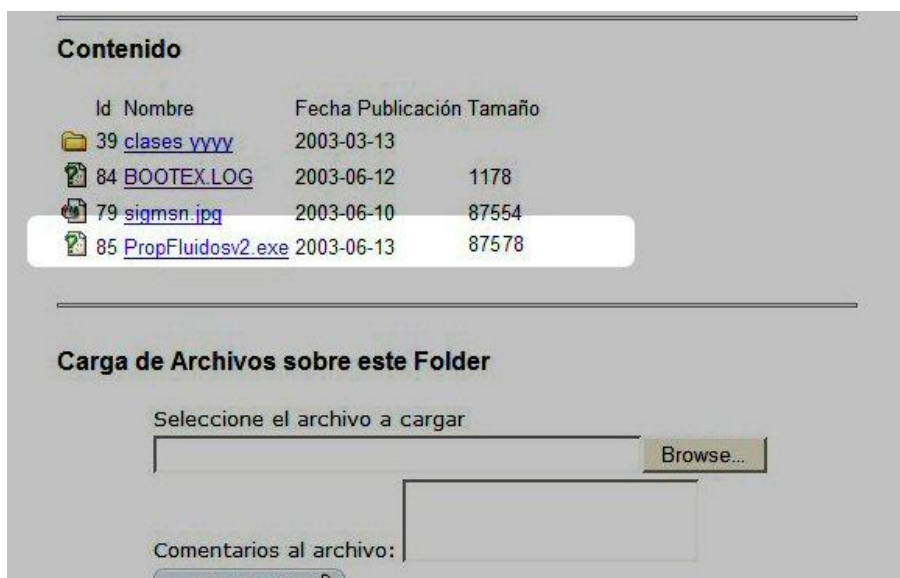 Contenido
Id Nombre Fecha Publicación Tamaño
39 clases yyyy 2003-03-13
84 BOOTEX.LOG 2003-06-12 1178
79 sigmsn.jpg 2003-06-10 87554
85 PropFluidosv2.exe 2003-06-13 87578
Carga de Archivos sobre este Folder
Seleccione el archivo a cargar
Browse...
Comentarios al archivo: